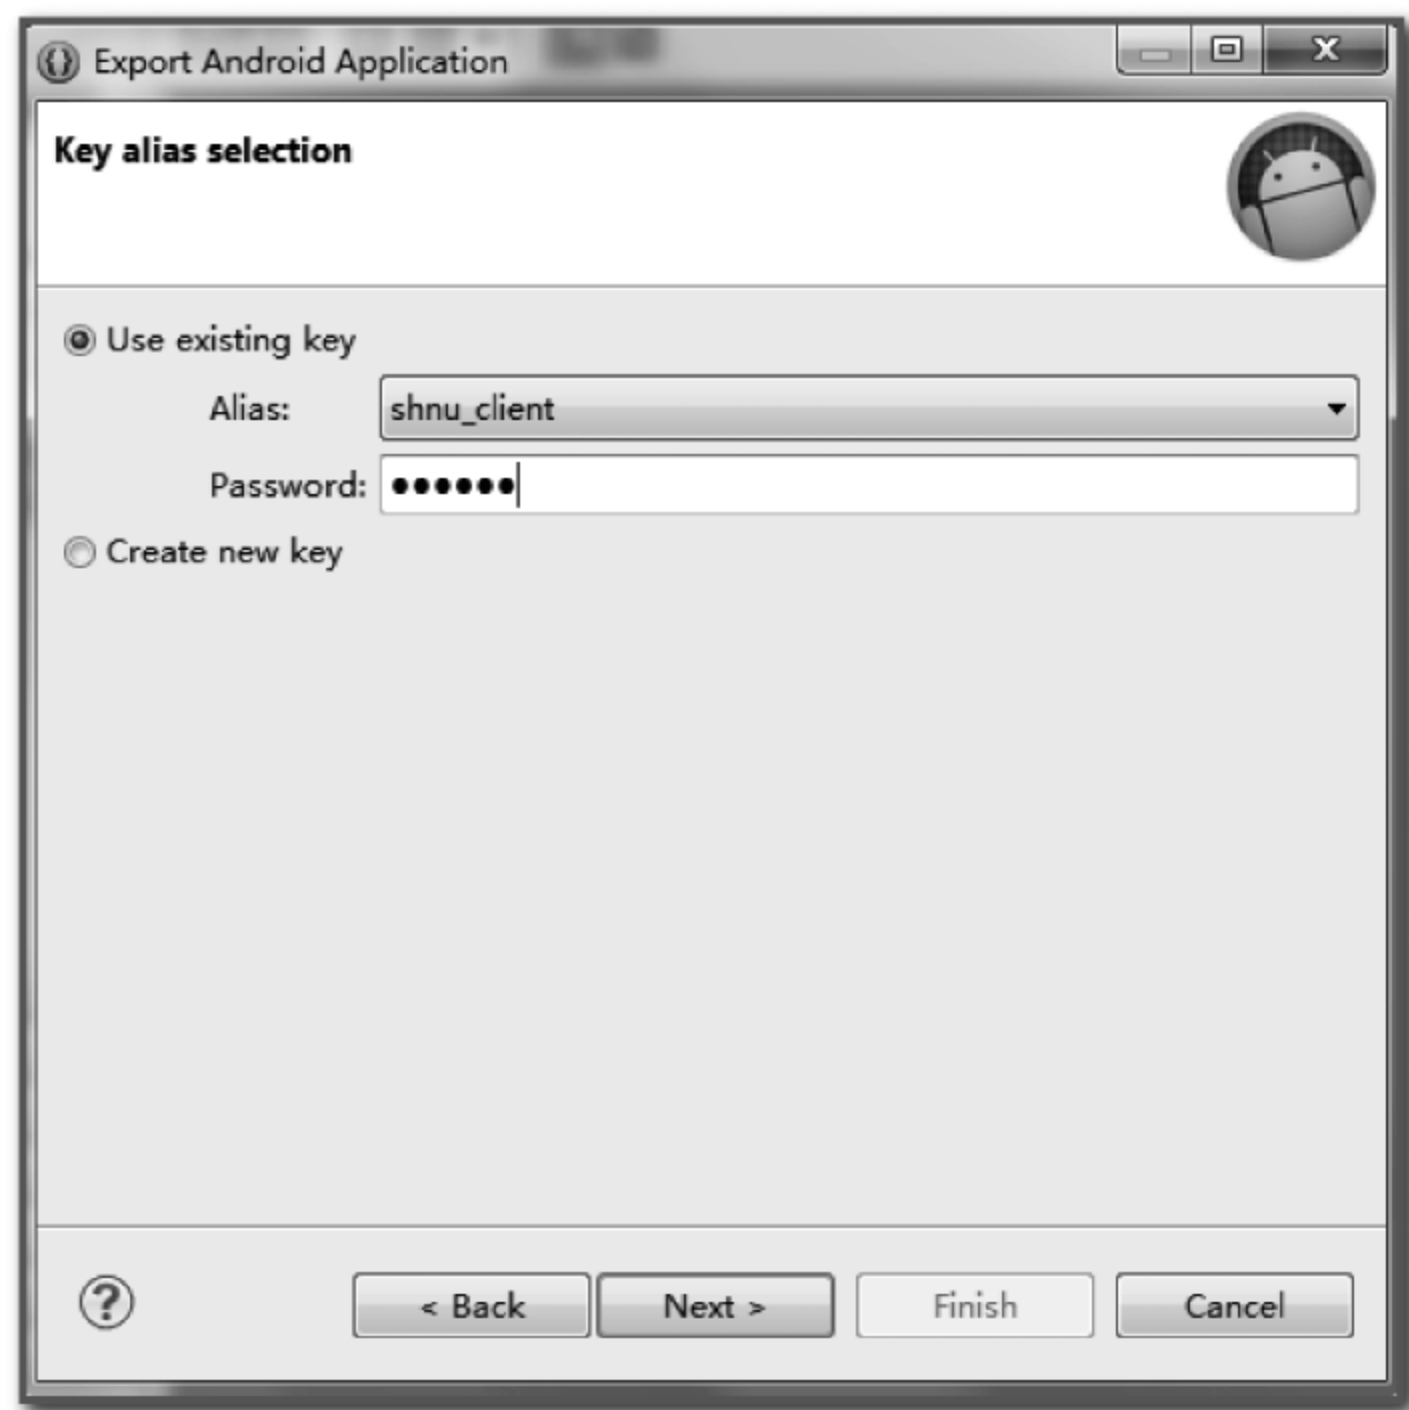 Export Android Application
Key alias selection
Use existing key
Alias: shnu_client
Password: ●●●●●●
Create new key
< Back Next > Finish Cancel